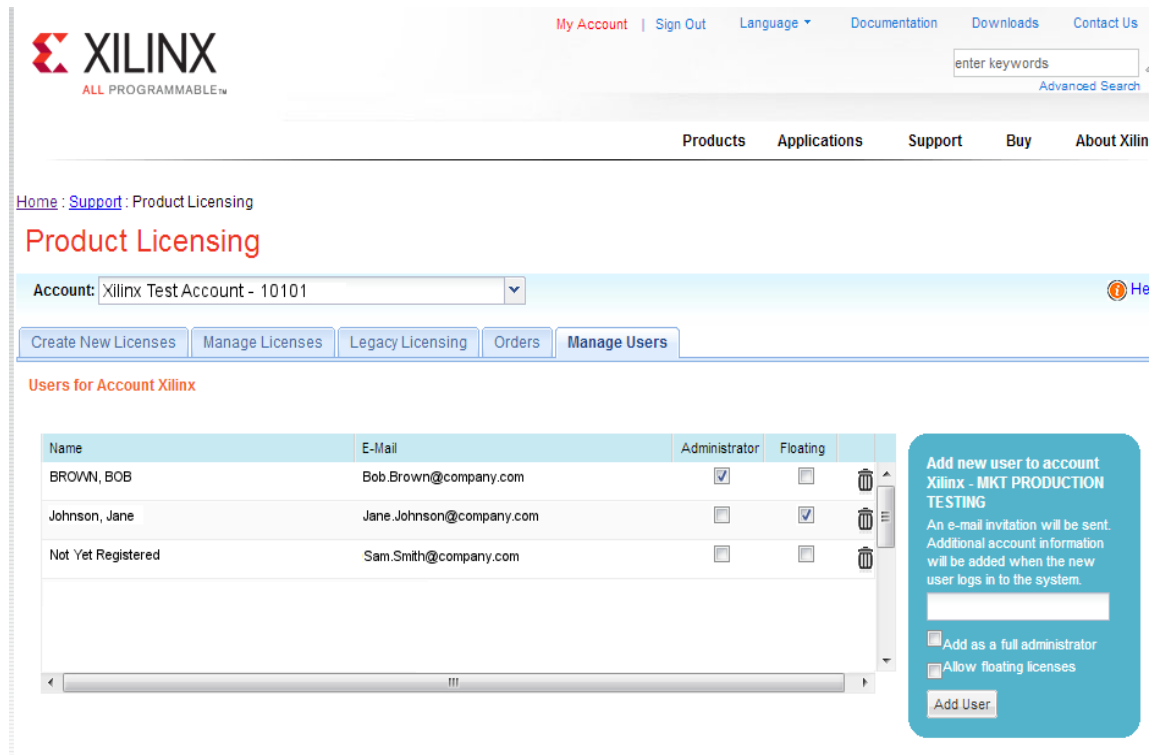 My Account | Sign Out Language Documentation Downloads Contact Us
XILINX
ALL PROGRAMMABLE™
enter keywords
Advanced Search
Products Applications Support Buy About Xilin
Home : Support : Product Licensing
Product Licensing
Account: Xilinx Test Account - 10101
He
Create New Licenses Manage Licenses Legacy Licensing Orders Manage Users
Users for Account Xilinx
Name E-Mail Administrator Floating
BROWN, BOB Bob.Brown@company.com
Johnson, Jane Jane.Johnson@company.com
Not Yet Registered Sam.Smith@company.com
Add new user to account
Xilinx - MKT PRODUCTION
TESTING
An e-mail invitation will be sent.
Additional account information
will be added when the new
user logs in to the system.
Add as a full administrator
Allow floating licenses
Add User